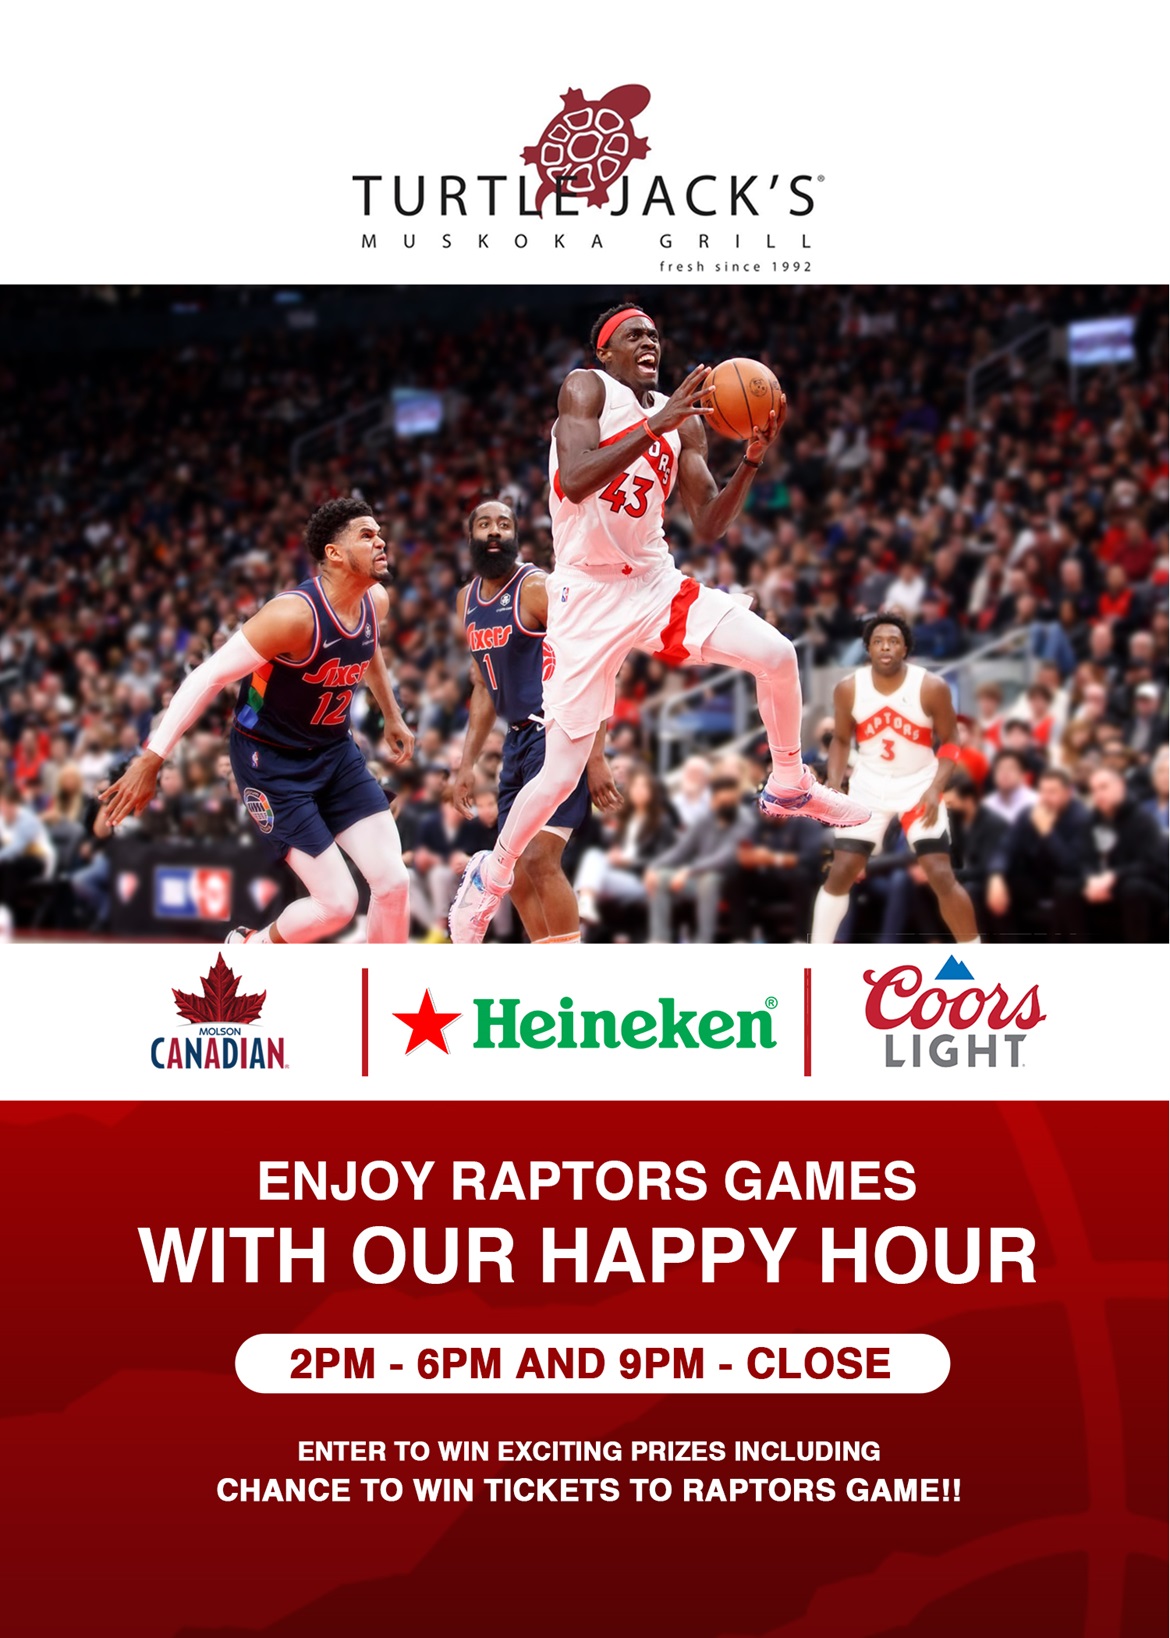 TURTLE JACK'S®
MUSKOKA GRILL
fresh since 1992
ORS
43
Sixers
12
Sixers
1
RAPTORS
3
MOLSON
CANADIAN
Heineken®
Coors
LIGHT
ENJOY RAPTORS GAMES
WITH OUR HAPPY HOUR
2PM - 6PM AND 9PM - CLOSE
ENTER TO WIN EXCITING PRIZES INCLUDING
CHANCE TO WIN TICKETS TO RAPTORS GAME!!